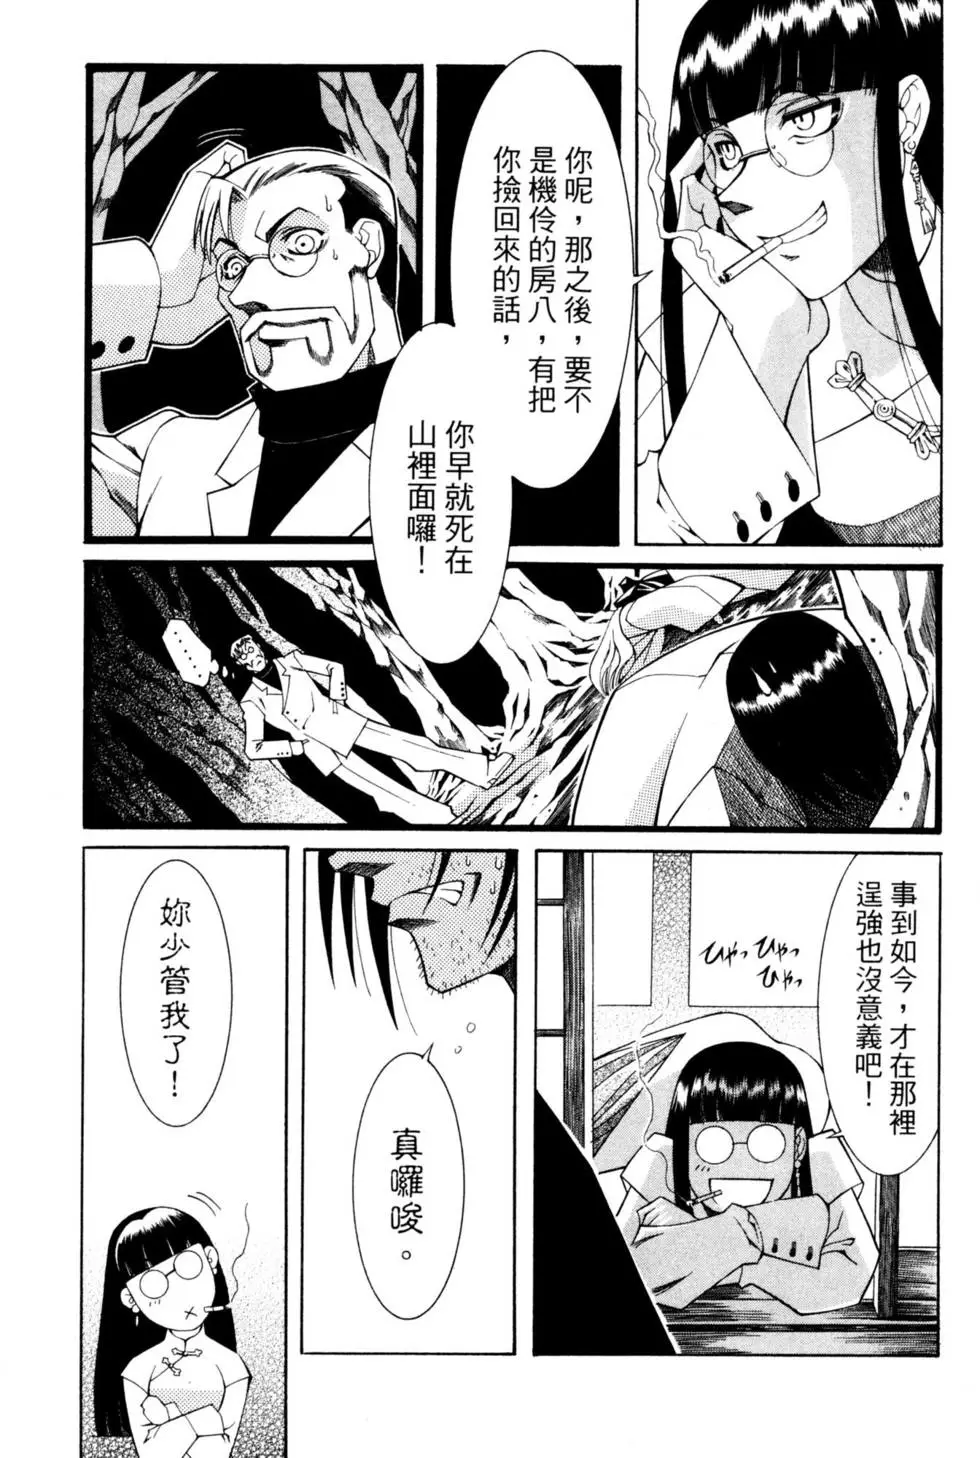 你呢，那之後，要不
是機伶的房八，有把
你撿回來的話，
你早就死在
山裡面囉！
．．．．
事到如今，才在那裡
逞強也沒意義吧！
ひゃっ
ひゃっ
ひゃっ
真囉唆。
妳少管我了！